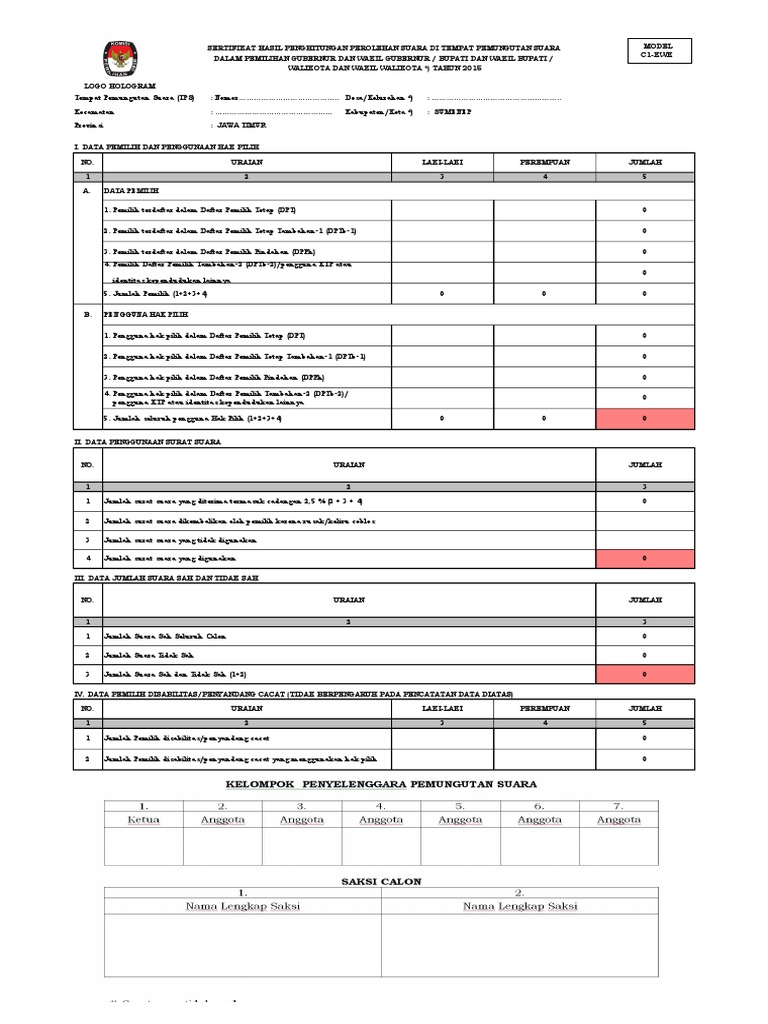 KOMISI
PEMILIHAN
SERTIFIKAT HASIL PENGHITUNGAN PEROLEHAN SUARA DI TEMPAT PEMUNGUTAN SUARA
DALAM PEMILIHAN GUBERNUR DAN WAKIL GUBERNUR / BUPATI DAN WAKIL BUPATI /
WALIKOTA DAN WAKIL WALIKOTA *) TAHUN 2015
MODEL
C1-KWK
LOGO HOLOGRAM
Tempat Pemungutan Suara (TPS) : Nomor........................................ Desa/Kelurahan *) : ....................................................
Kecamatan : ............................................... Kabupaten/Kota *) : SUMENEP
Provinsi : JAWA TIMUR
I. DATA PEMILIH DAN PENGGUNAAN HAK PILIH
NO. URAIAN LAKI-LAKI PEREMPUAN JUMLAH
1 2 3 4 5
A. DATA PEMILIH
1. Pemilih terdaftar dalam Daftar Pemilih Tetap (DPT) 0
2. Pemilih terdaftar dalam Daftar Pemilih Tetap Tambahan-1 (DPTb-1) 0
3. Pemilih terdaftar dalam Daftar Pemilih Pindahan (DPPh) 0
4. Pemilih Daftar Pemilih Tambahan-2 (DPTb-2)/pengguna KTP atau
identitas kependudukan lainnya 0
5. Jumlah Pemilih (1+2+3+4) 0 0 0
B. PENGGUNA HAK PILIH
1. Pengguna hak pilih dalam Daftar Pemilih Tetap (DPT) 0
2. Pengguna hak pilih dalam Daftar Pemilih Tetap Tambahan-1 (DPTb-1) 0
3. Pengguna hak pilih dalam Daftar Pemilih Pindahan (DPPh) 0
4. Pengguna hak pilih dalam Daftar Pemilih Tambahan-2 (DPTb-2)/
pengguna KTP atau identitas kependudukan lainnya 0
5. Jumlah seluruh pengguna Hak Pilih (1+2+3+4) 0 0 0
II. DATA PENGGUNAAN SURAT SUARA
NO. URAIAN JUMLAH
1 2 3
1 Jumlah surat suara yang diterima termasuk cadangan 2,5 % (2 + 3 + 4) 0
2 Jumlah surat suara dikembalikan oleh pemilih karena rusak/keliru coblos
3 Jumlah surat suara yang tidak digunakan
4 Jumlah surat suara yang digunakan 0
III. DATA JUMLAH SUARA SAH DAN TIDAK SAH
NO. URAIAN JUMLAH
1 2 3
1 Jumlah Suara Sah Seluruh Calon 0
2 Jumlah Suara Tidak Sah 0
3 Jumlah Suara Sah dan Tidak Sah (1+2) 0
IV. DATA PEMILIH DISABILITAS/PENYANDANG CACAT (TIDAK BERPENGARUH PADA PENCATATAN DATA DIATAS)
NO. URAIAN LAKI-LAKI PEREMPUAN JUMLAH
1 2 3 4 5
1 Jumlah Pemilih disabilitas/penyandang cacat 0
2 Jumlah Pemilih disabilitas/penyandang cacat yang menggunakan hak pilih 0
KELOMPOK PENYELENGGARA PEMUNGUTAN SUARA
1. 2. 3. 4. 5. 6. 7.
Ketua Anggota Anggota Anggota Anggota Anggota Anggota
SAKSI CALON
1. 2.
Nama Lengkap Saksi Nama Lengkap Saksi